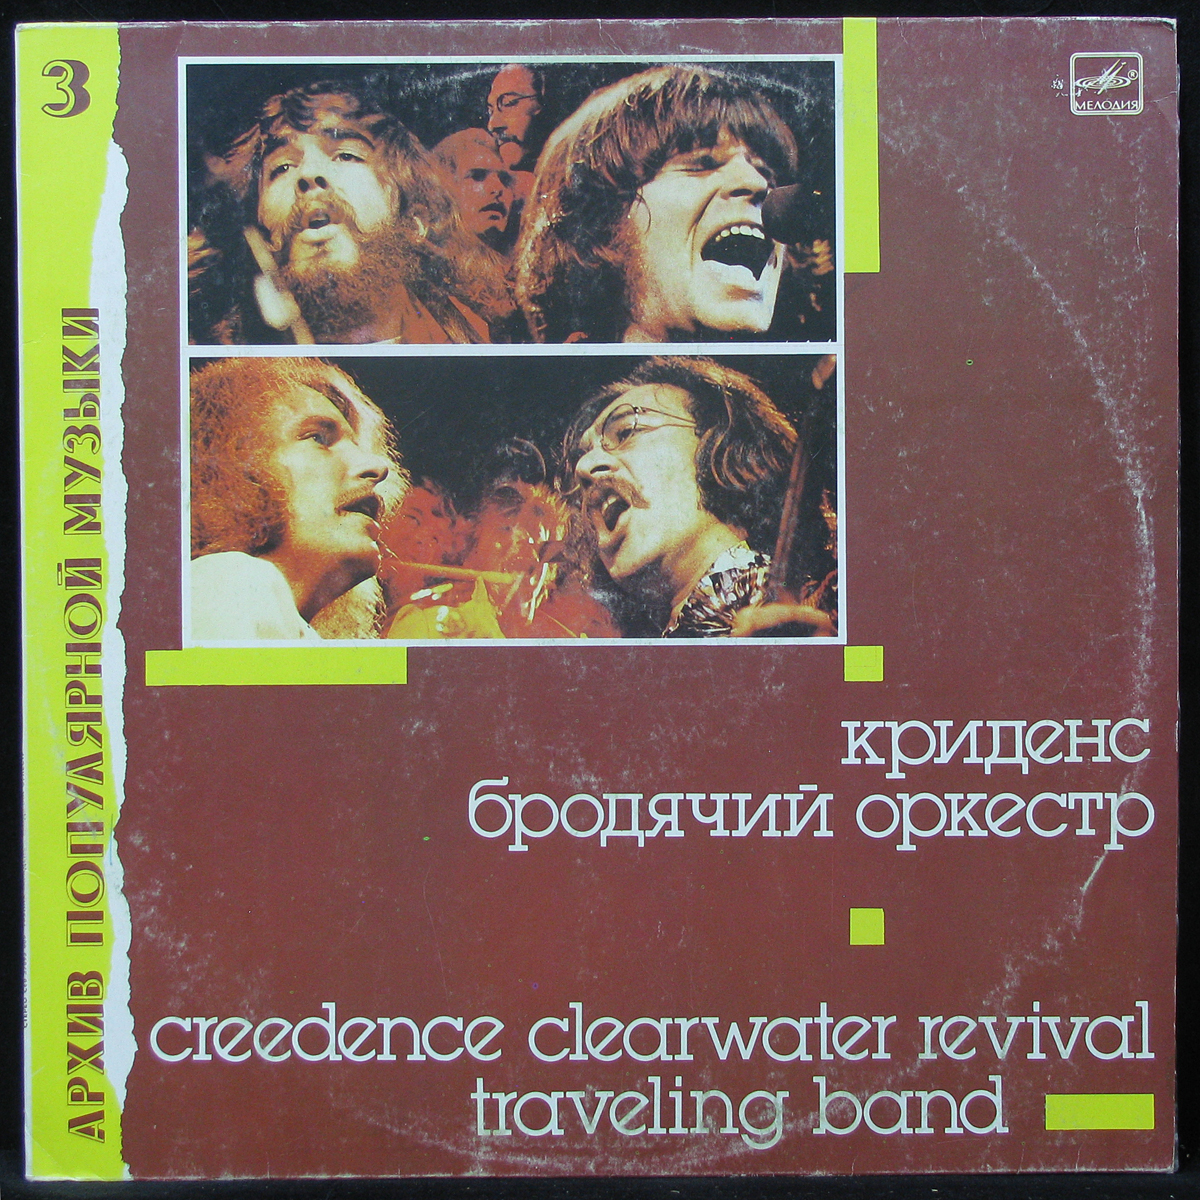 3
АРХИВ ПОПУЛЯРНОЙ МУЗЫКИ
МЕЛОДИЯ
®
криденс
бродячий оркестр
creedence clearwater revival
traveling band